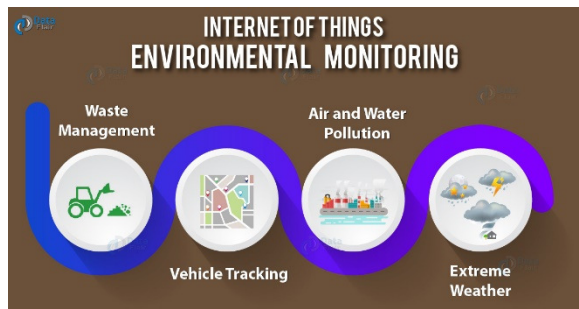 INTERNET OF THINGS
ENVIRONMENTAL MONITORING
Waste
Management
Vehicle Tracking
Air and Water
Pollution
Extreme
Weather